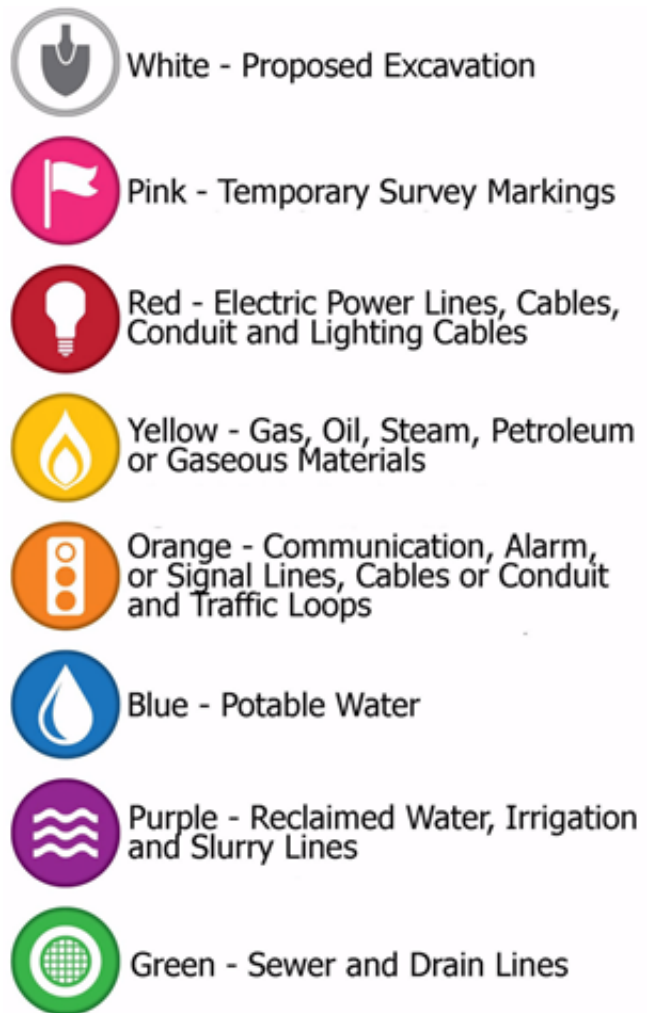 White - Proposed Excavation
Pink - Temporary Survey Markings
Red - Electric Power Lines, Cables,
Conduit and Lighting Cables
Yellow - Gas, Oil, Steam, Petroleum
or Gaseous Materials
Orange - Communication, Alarm,
or Signal Lines, Cables or Conduit
and Traffic Loops
Blue - Potable Water
Purple - Reclaimed Water, Irrigation
and Slurry Lines
Green - Sewer and Drain Lines